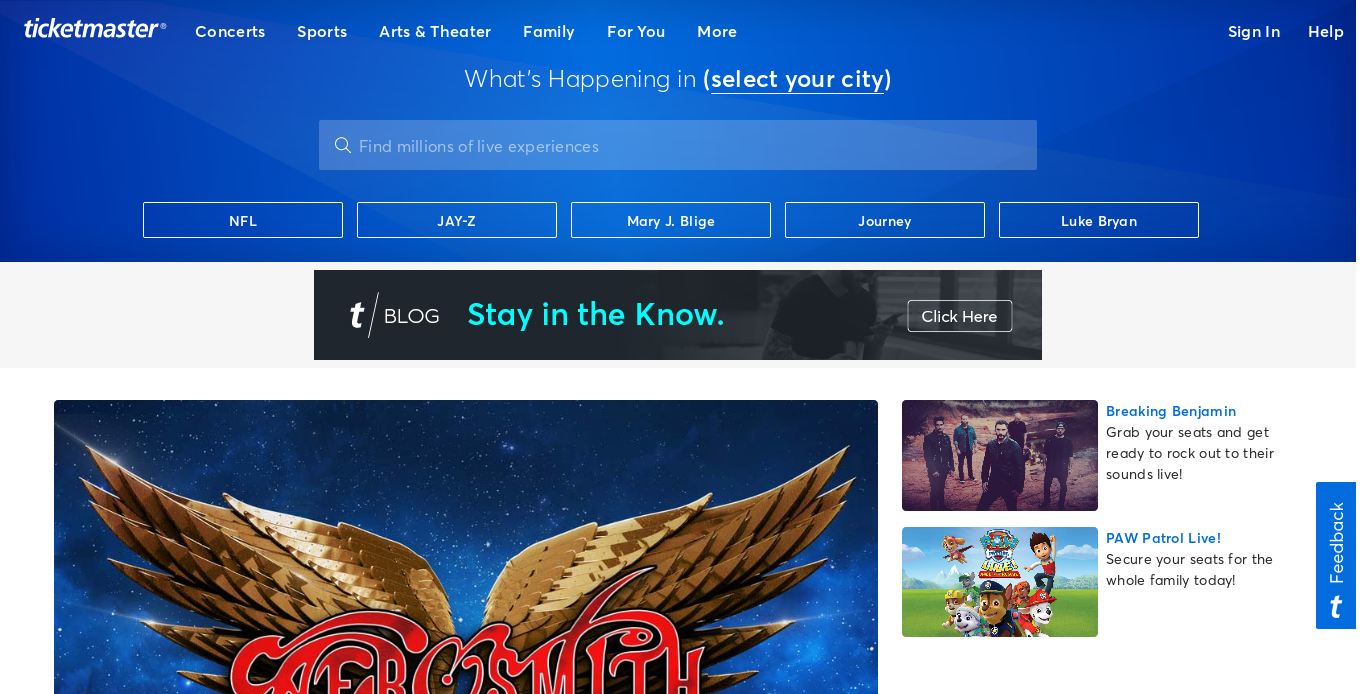 ticketmaster® Concerts Sports Arts & Theater Family For You More Sign In Help
What's Happening in (select your city)
Find millions of live experiences
NFL JAY-Z Mary J. Blige Journey Luke Bryan
t/BLOG Stay in the Know. Click Here
AEROSMITH
Breaking Benjamin
Grab your seats and get
ready to rock out to their
sounds live!
PAW Patrol Live!
Secure your seats for the
whole family today!
t Feedback